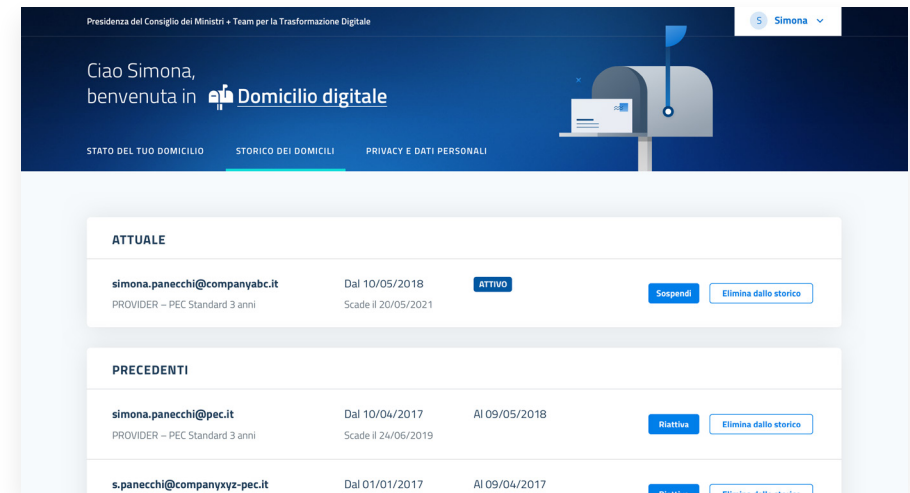 Presidenza del Consiglio dei Ministri + Team per la Trasformazione Digitale
S Simona
Ciao Simona,
benvenuta in Domicilio digitale
STATO DEL TUO DOMICILIO STORICO DEI DOMICILI PRIVACY E DATI PERSONALI
ATTUALE
simona.panecchi@companyabc.it Dal 10/05/2018 ATTIVO
PROVIDER – PEC Standard 3 anni Scade il 20/05/2021
Sospendi Elimina dallo storico
PRECEDENTI
simona.panecchi@pec.it Dal 10/04/2017 Al 09/05/2018
PROVIDER – PEC Standard 3 anni Scade il 24/06/2019
Riattiva Elimina dallo storico
s.panecchi@companyxyz-pec.it Dal 01/01/2017 Al 09/04/2017